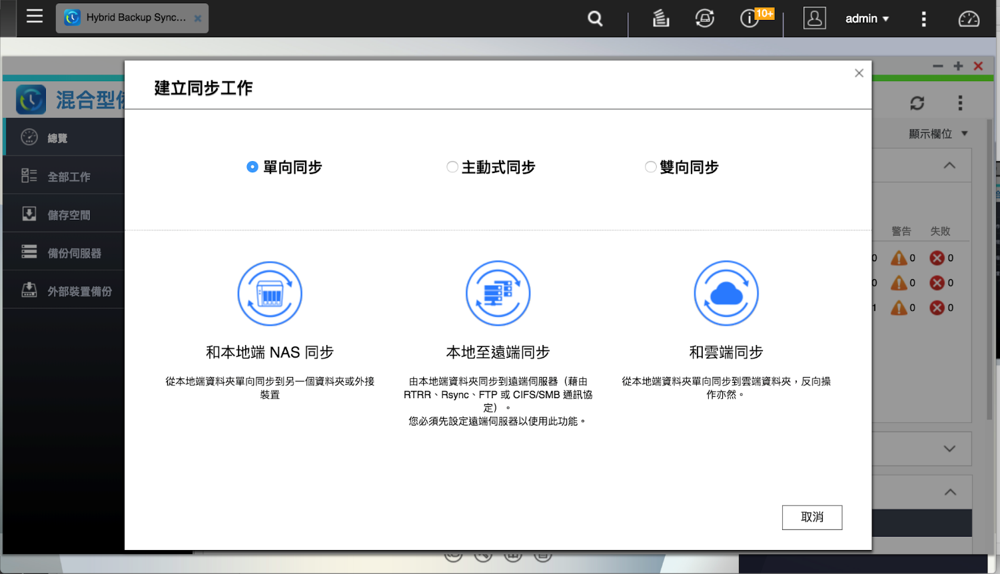 Hybrid Backup Sync...
10+
admin
建立同步工作
混合型
顯示欄位
總覽
單向同步
主動式同步
雙向同步
全部工作
儲存空間
警告 失敗
備份伺服器
0 0 0
0 0 0
外部裝置備份
1 0 0
和本地端 NAS 同步
本地至遠端同步
和雲端同步
從本地端資料夾單向同步到另一個資料夾或外接
裝置
由本地端資料夾同步到遠端伺服器（藉由
RTRR、Rsync、FTP 或 CIFS/SMB 通訊協
定）。
您必須先設定遠端伺服器以使用此功能。
從本地端資料夾單向同步到雲端資料夾，反向操
作亦然。
取消